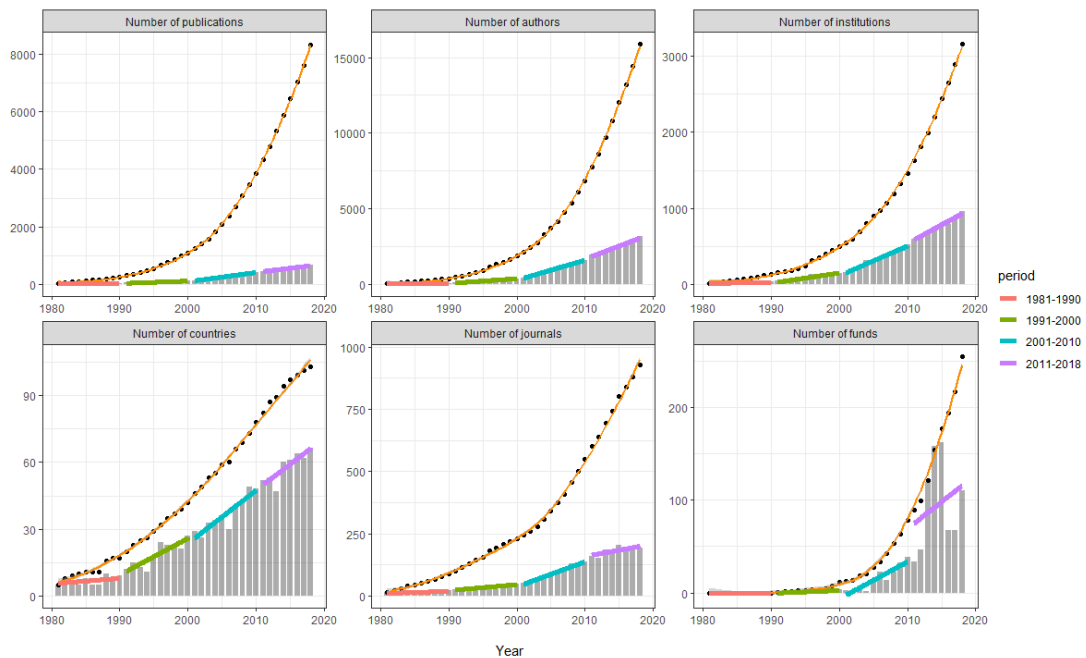 Number of publications
Number of authors
Number of institutions
8000
6000
4000
2000
0
1980 1990 2000 2010 2020
15000
10000
5000
0
1980 1990 2000 2010 2020
3000
2000
1000
0
1980 1990 2000 2010 2020
Number of countries
Number of journals
Number of funds
90
60
30
0
1980 1990 2000 2010 2020
1000
750
500
250
0
1980 1990 2000 2010 2020
200
100
0
1980 1990 2000 2010 2020
Year
period
1981-1990
1991-2000
2001-2010
2011-2018